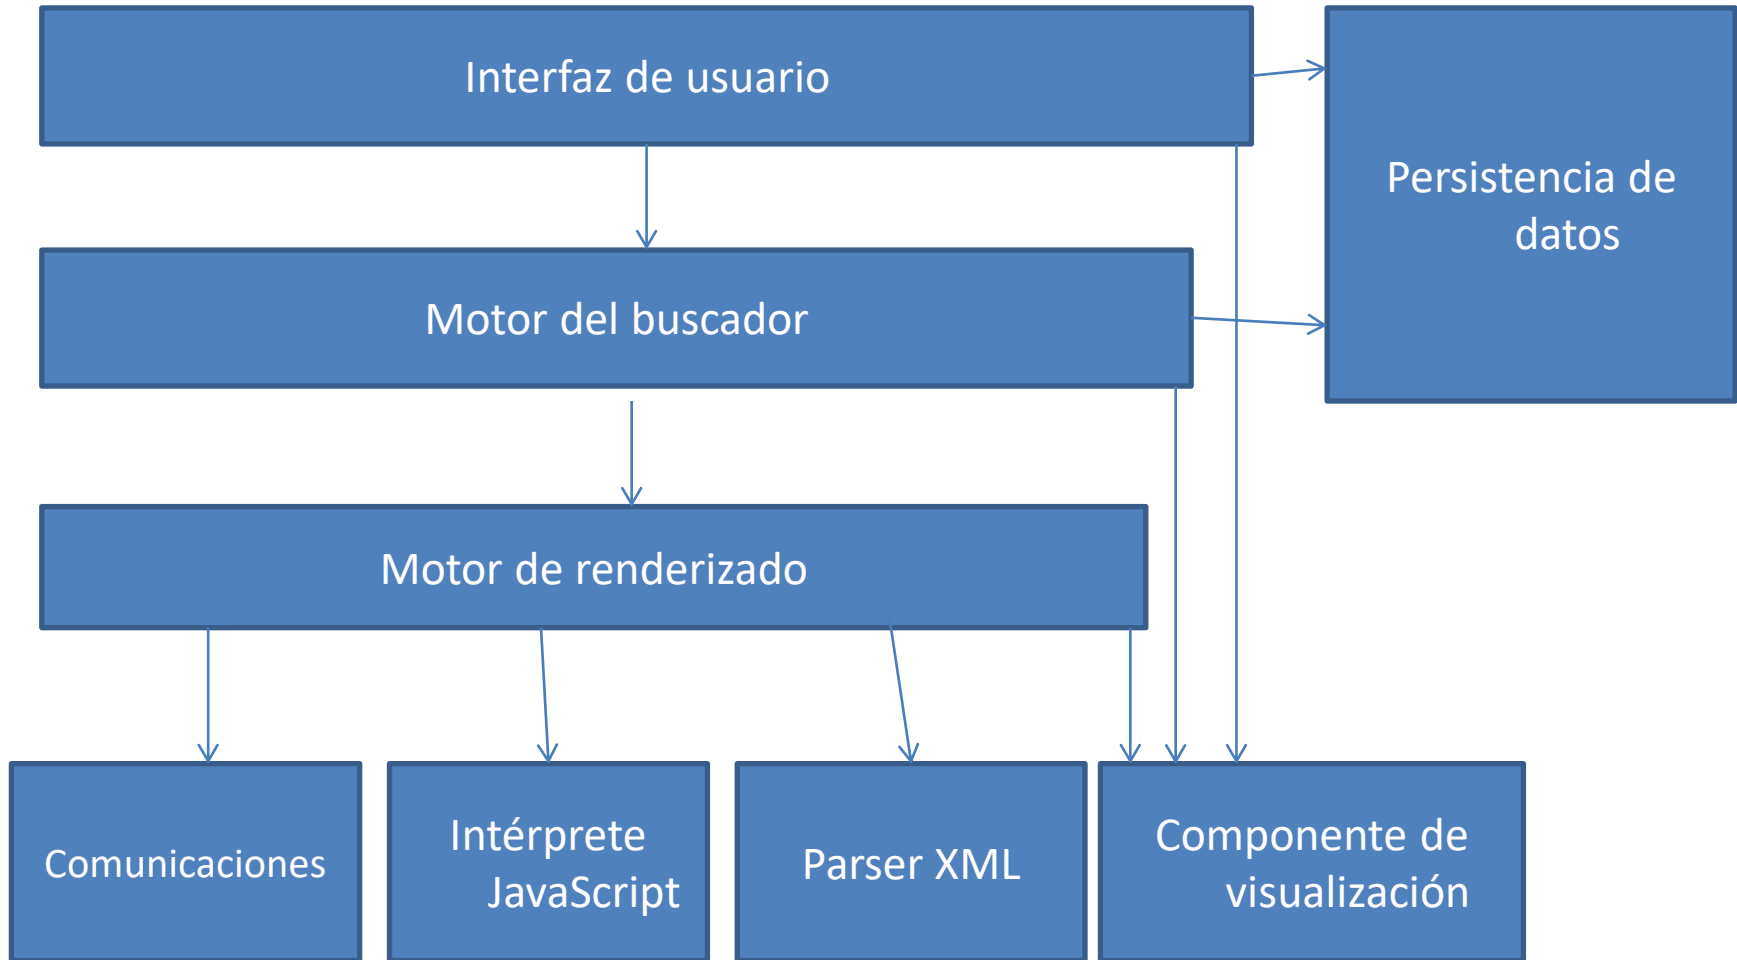 Interfaz de usuario
Persistencia de
datos
Motor del buscador
Motor de renderizado
Comunicaciones
Intérprete
JavaScript
Parser XML
Componente de
visualización